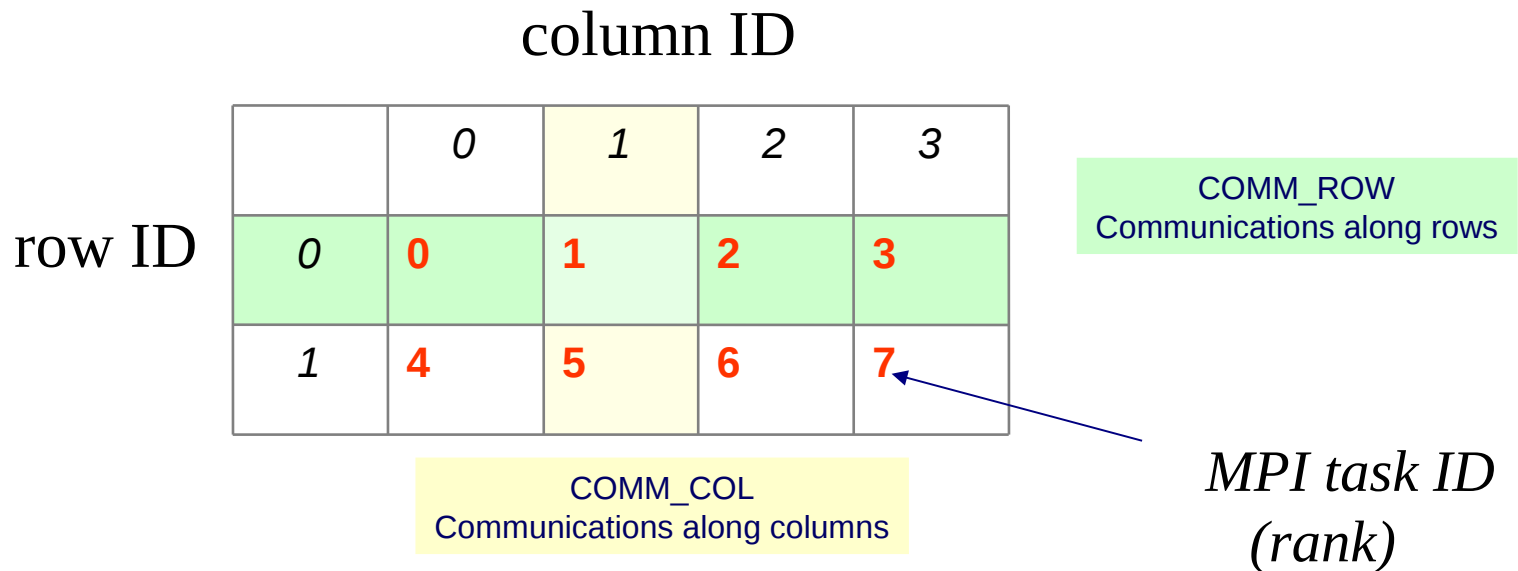 column ID
0 1 2 3
COMM_ROW
Communications along rows
row ID
0 0 1 2 3
1 4 5 6 7
COMM_COL
Communications along columns
MPI task ID
(rank)